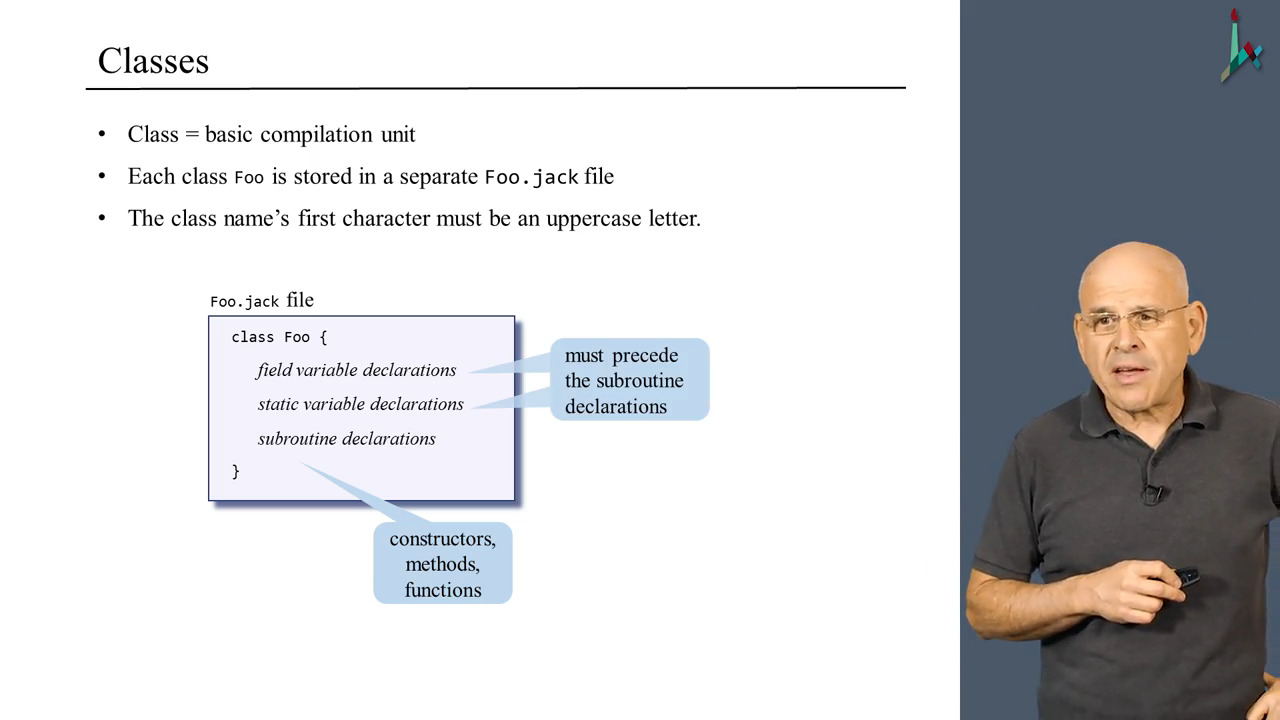 Classes
• Class = basic compilation unit
• Each class Foo is stored in a separate Foo.jack file
• The class name’s first character must be an uppercase letter.
Foo.jack file
class Foo {
field variable declarations
static variable declarations
subroutine declarations
}
must precede
the subroutine
declarations
constructors,
methods,
functions